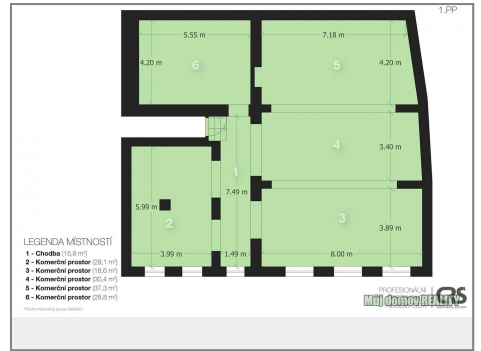 1.PP
5.55 m
7.18 m
4.20 m
6
5
4.20 m
4
3.40 m
1
7.49 m
5.99 m
2
3
3.89 m
3.99 m
1.49 m
8.00 m
LEGENDA MÍSTNOSTÍ
1 - Chodba (15,8 m²)
2 - Komerční prostor (29,1 m²)
3 - Komerční prostor (18,6 m²)
4 - Komerční prostor (30,4 m²)
5 - Komerční prostor (37,3 m²)
6 - Komerční prostor (28,8 m²)
PROFESIONÁLNÍ
Můj domov REALITY